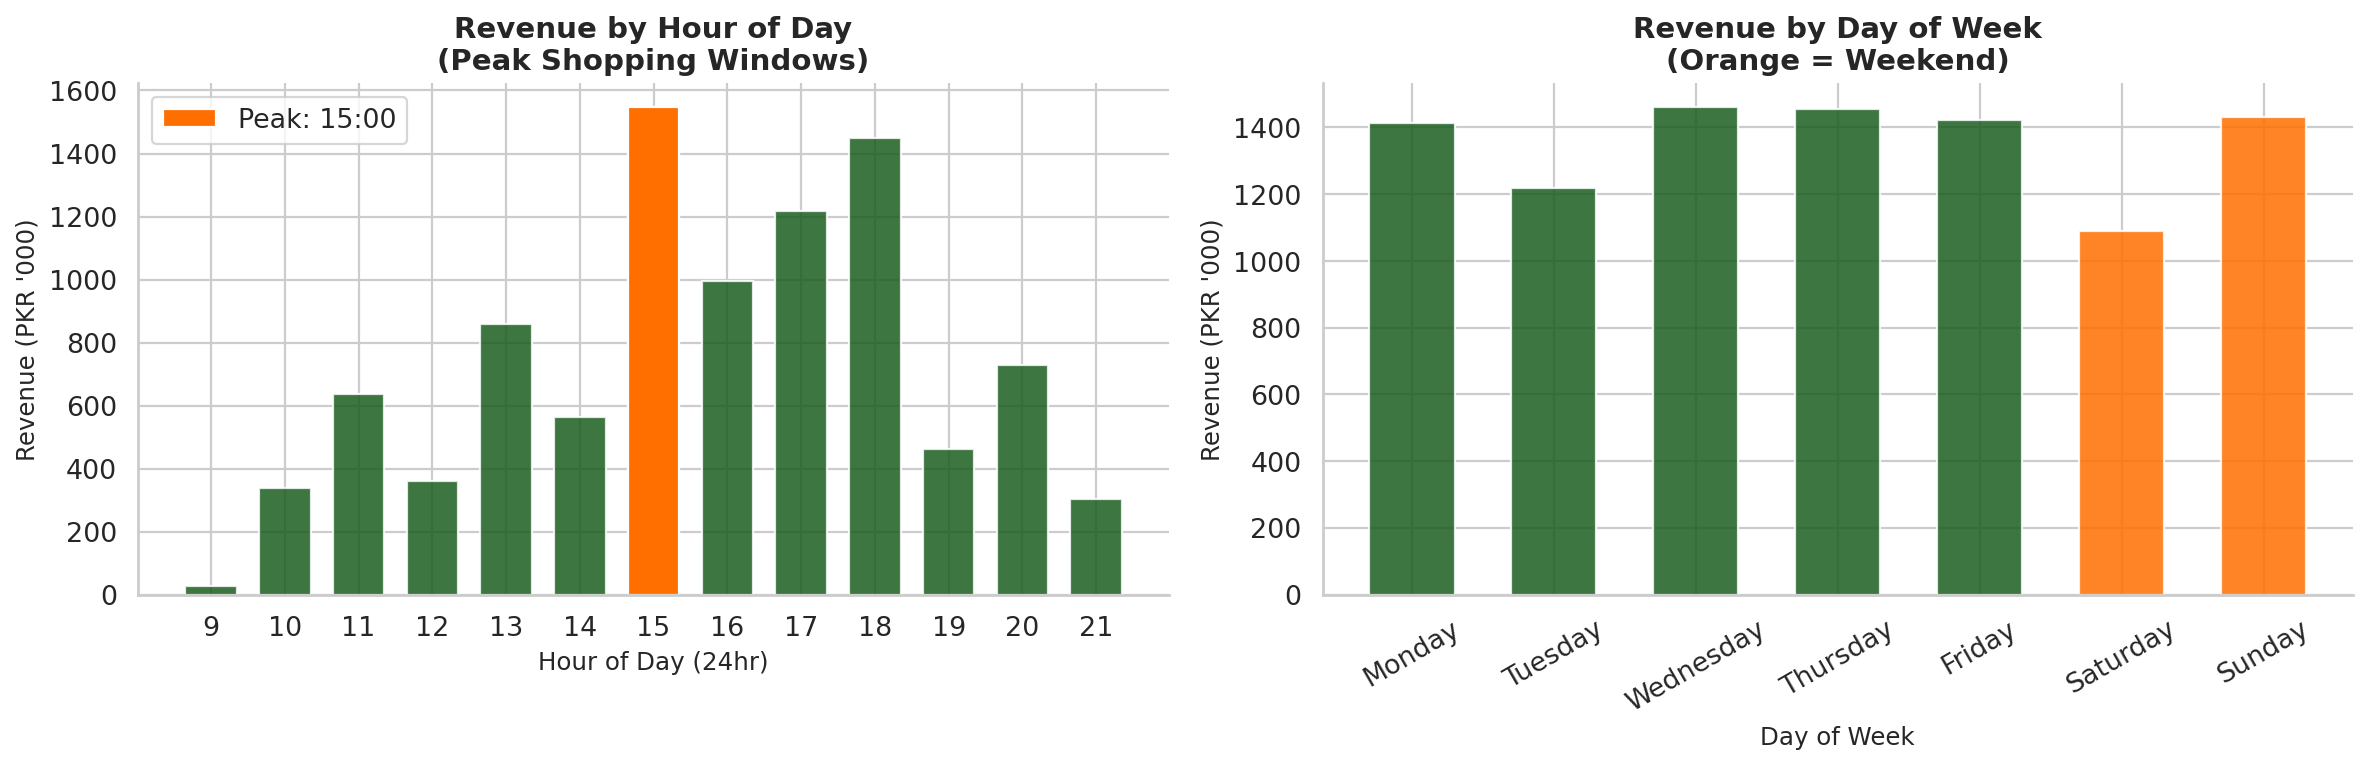 Revenue by Hour of Day
(Peak Shopping Windows)
Peak: 15:00
Revenue (PKR '000)
1600
1400
1200
1000
800
600
400
200
0
9 10 11 12 13 14 15 16 17 18 19 20 21
Hour of Day (24hr)
Revenue by Day of Week
(Orange = Weekend)
Revenue (PKR '000)
1400
1200
1000
800
600
400
200
0
Monday Tuesday Wednesday Thursday Friday Saturday Sunday
Day of Week